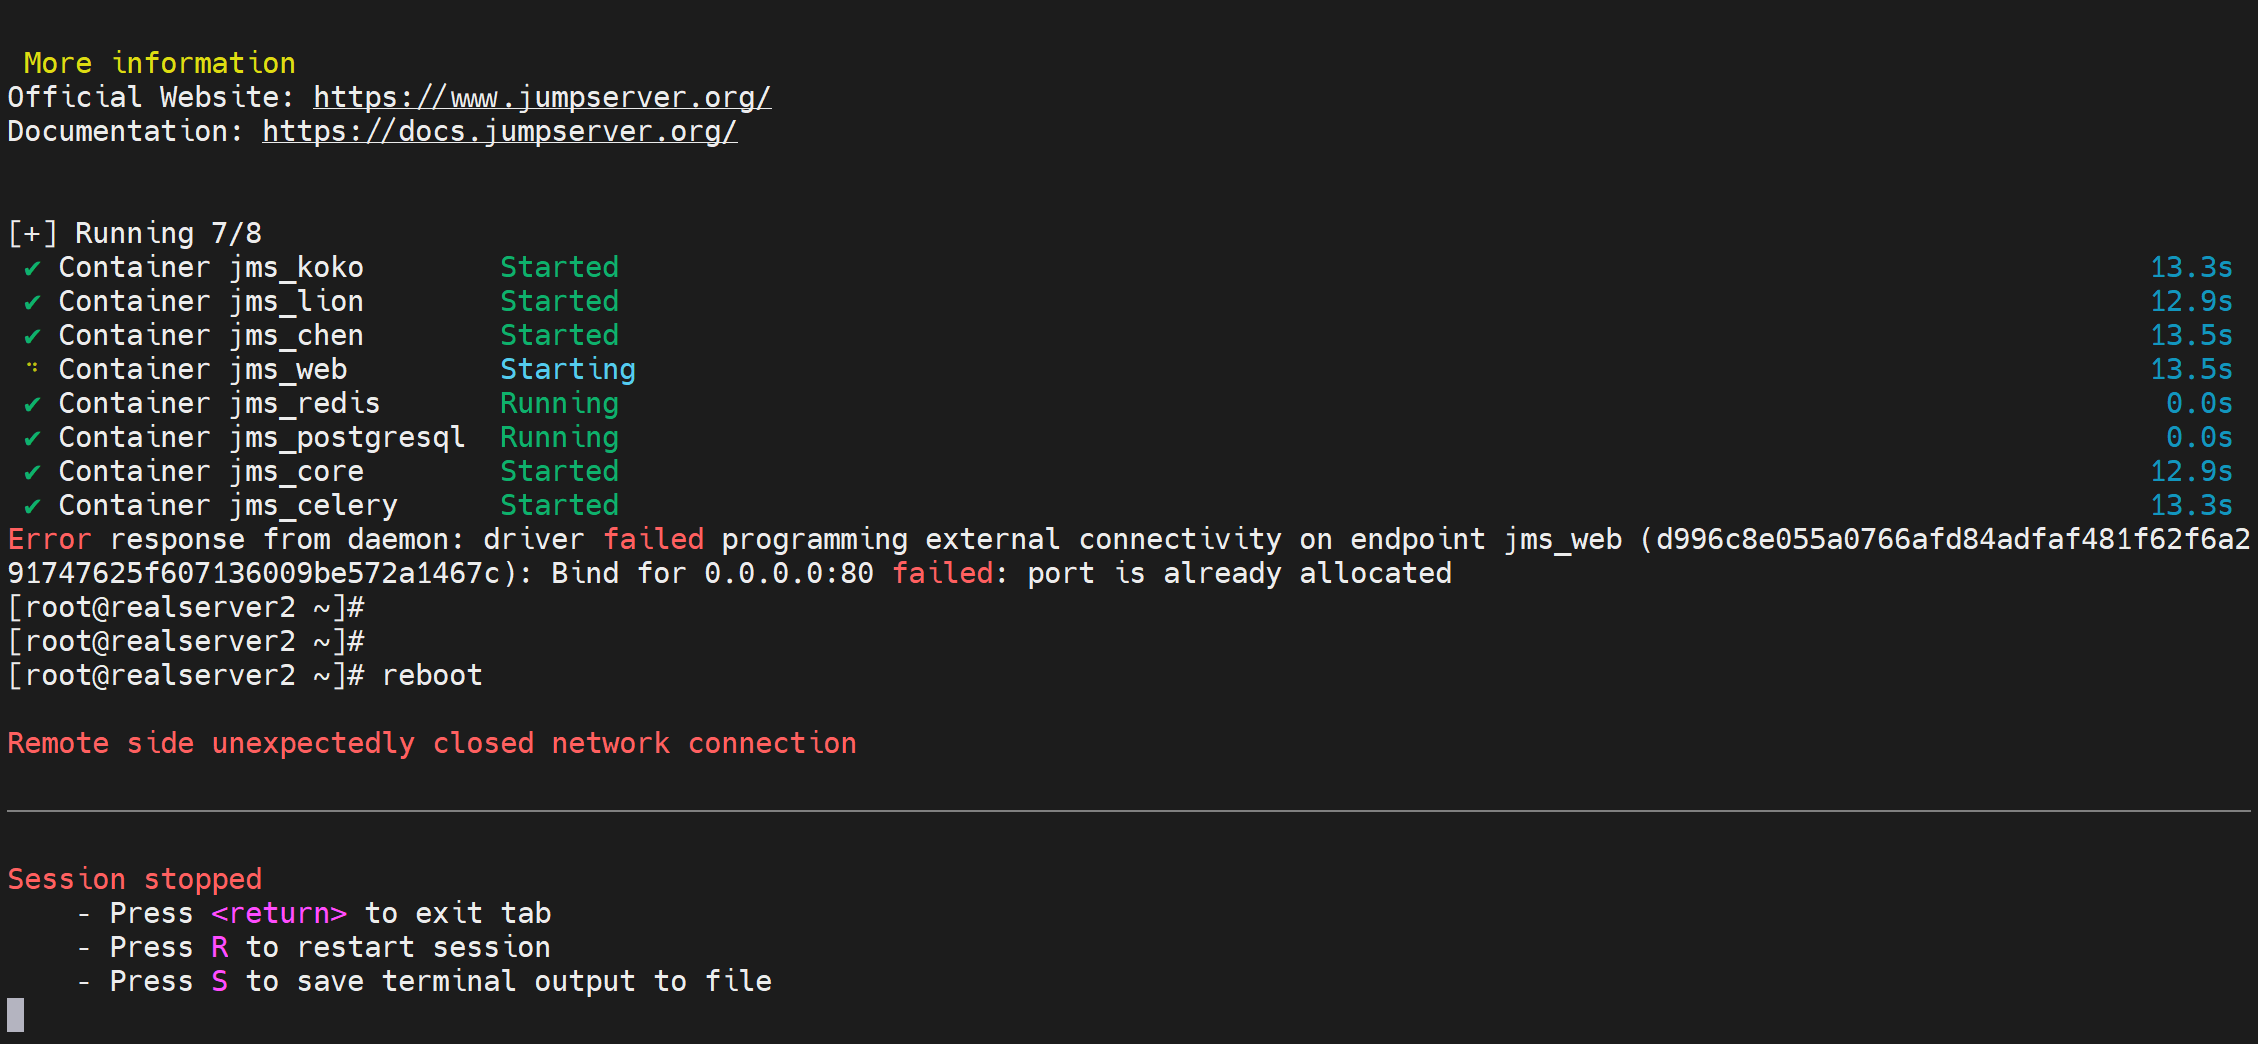 More information
Official Website: https://www.jumpserver.org/
Documentation: https://docs.jumpserver.org/
[+] Running 7/8
✔ Container jms_koko Started 13.3s
✔ Container jms_lion Started 12.9s
✔ Container jms_chen Started 13.5s
⠙ Container jms_web Starting 13.5s
✔ Container jms_redis Running 0.0s
✔ Container jms_postgresql Running 0.0s
✔ Container jms_core Started 12.9s
✔ Container jms_celery Started 13.3s
Error response from daemon: driver failed programming external connectivity on endpoint jms_web (d996c8e055a0766afd84adfaf481f62f6a2
91747625f607136009be572a1467c): Bind for 0.0.0.0:80 failed: port is already allocated
[root@realserver2 ~]#
[root@realserver2 ~]#
[root@realserver2 ~]# reboot
Remote side unexpectedly closed network connection
Session stopped
- Press <return> to exit tab
- Press R to restart session
- Press S to save terminal output to file